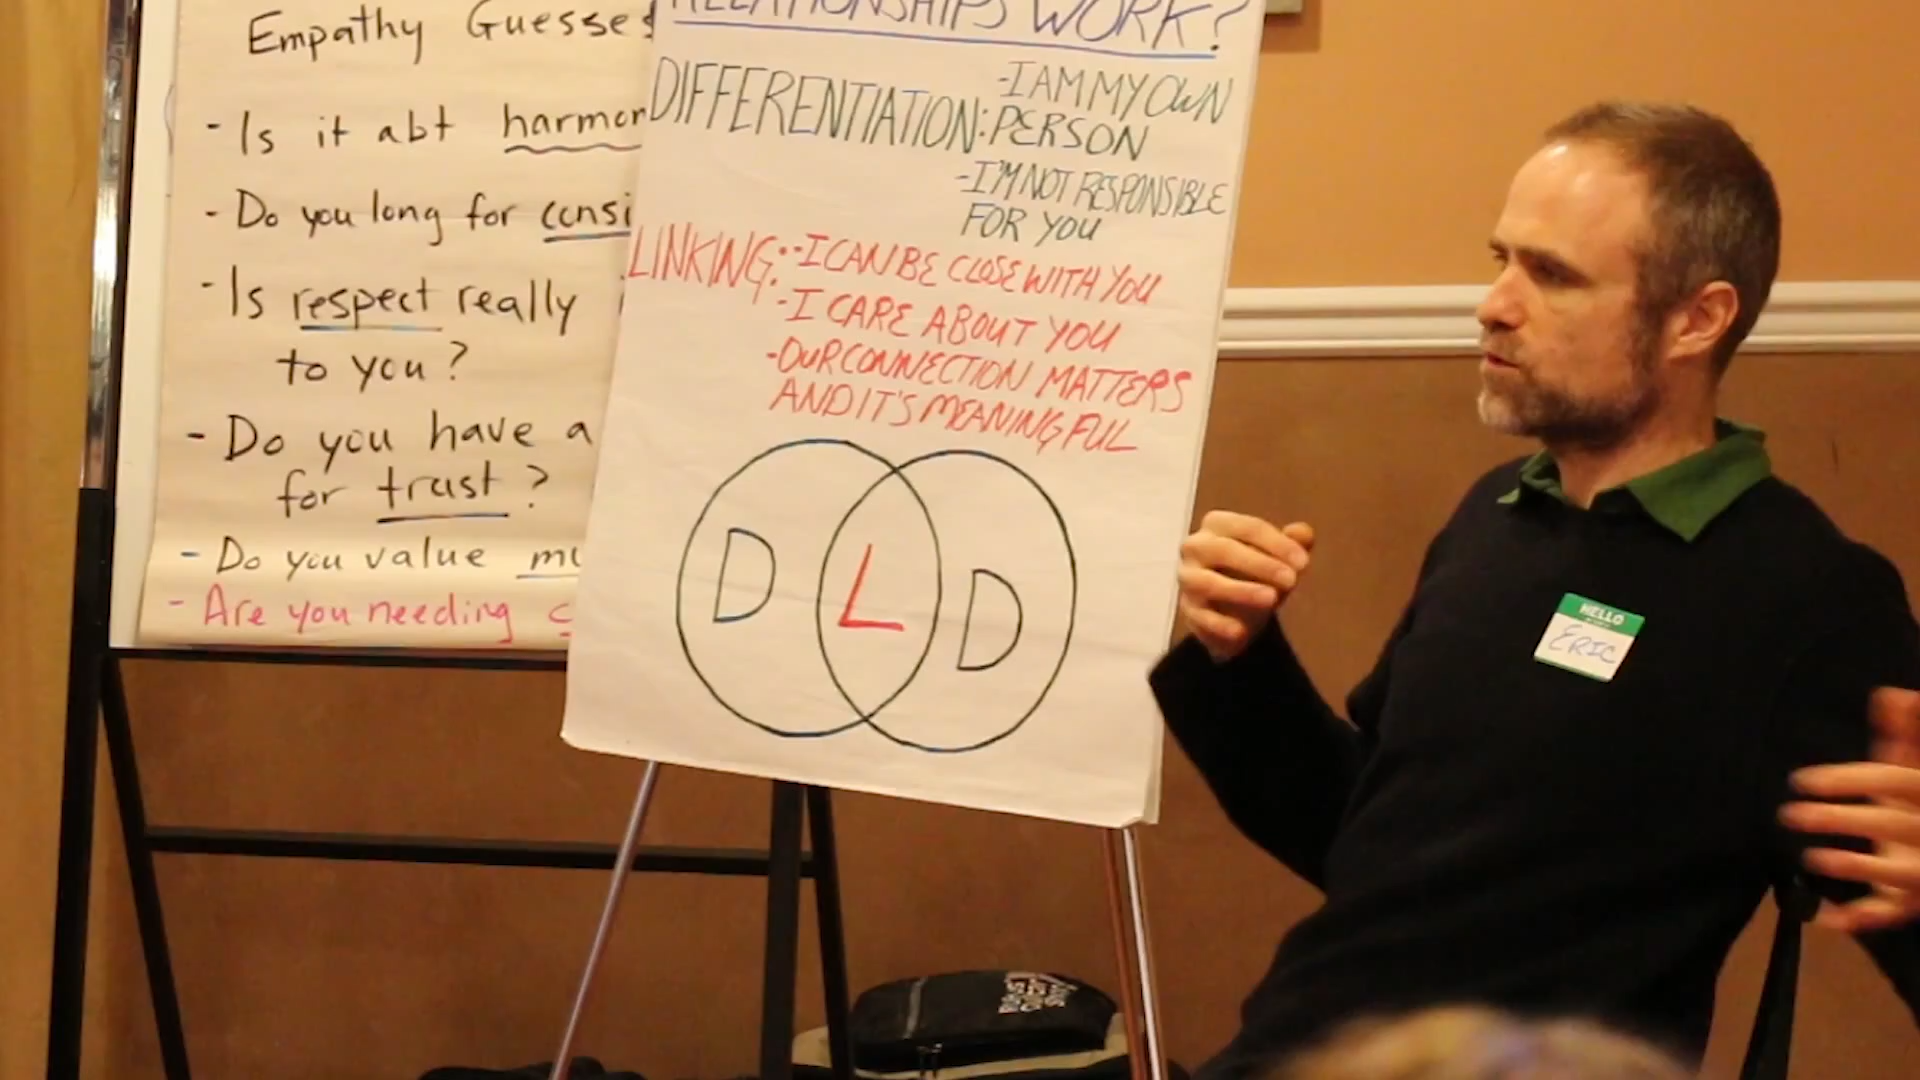 Empathy Guesses
- Is it abt harmon
- Do you long for consi
- Is respect really
to you?
- Do you have a
for trust?
- Do you value mu
- Are you needing c
RELATIONSHIPS WORK?
DIFFERENTIATION: -I AM MY OWN
PERSON
-I'M NOT RESPONSIBLE
FOR YOU
LINKING: -I CAN BE CLOSE WITH YOU
-I CARE ABOUT YOU
-OUR CONNECTION MATTERS
AND IT'S MEANINGFUL
D L D
HELLO
ERIC